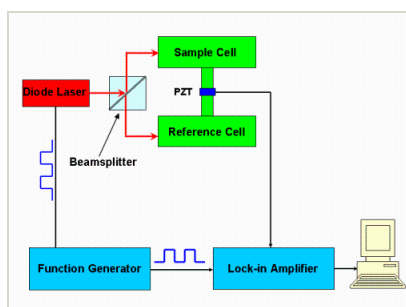 Sample Cell
Diode Laser
PZT
Reference Cell
Beamsplitter
Function Generator
Lock-in Amplifier